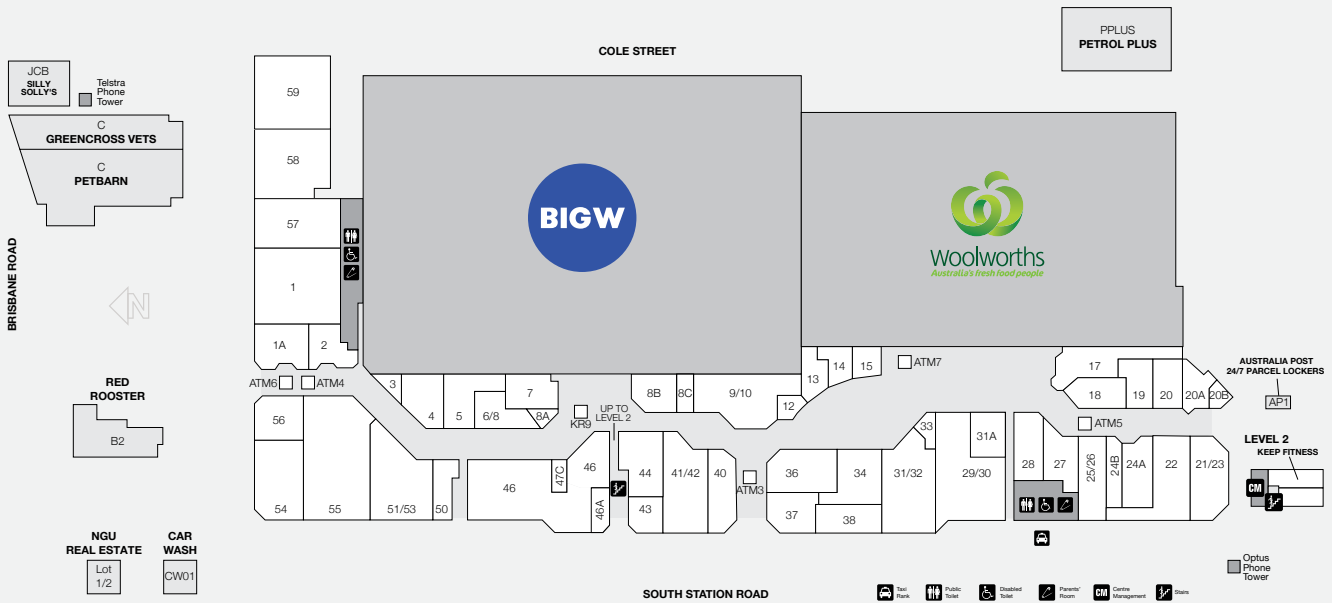 COLE STREET
PPLUS
PETROL PLUS
JCB
SILLY
SOLLY'S
Telstra
Phone
Tower
C
GREENCROSS VETS
C
PETBARN
BRISBANE ROAD
N
59
58
57
1
1A
2
BIGW
Woolworths
Australia's fresh food people
ATM6
ATM4
3
4
5
6/8
7
8A
KR9
UP TO
LEVEL 2
8B
8C
9/10
12
13
14
15
ATM7
17
18
19
20
20A
20B
ATM5
AUSTRALIA POST
24/7 PARCEL LOCKERS
AP1
RED
ROOSTER
B2
56
54
55
51/53
50
46
47C
46
46A
44
43
41/42
40
ATM3
36
37
34
38
31/32
33
31A
29/30
28
27
25/26
24B
24A
22
21/23
LEVEL 2
KEEP FITNESS
CM
NGU
REAL ESTATE
Lot
1/2
CAR
WASH
CW01
Optus
Phone
Tower
SOUTH STATION ROAD
Taxi
Rank
Public
Toilet
Disabled
Toilet
Parents'
Room
CM
Centre
Management
Stairs